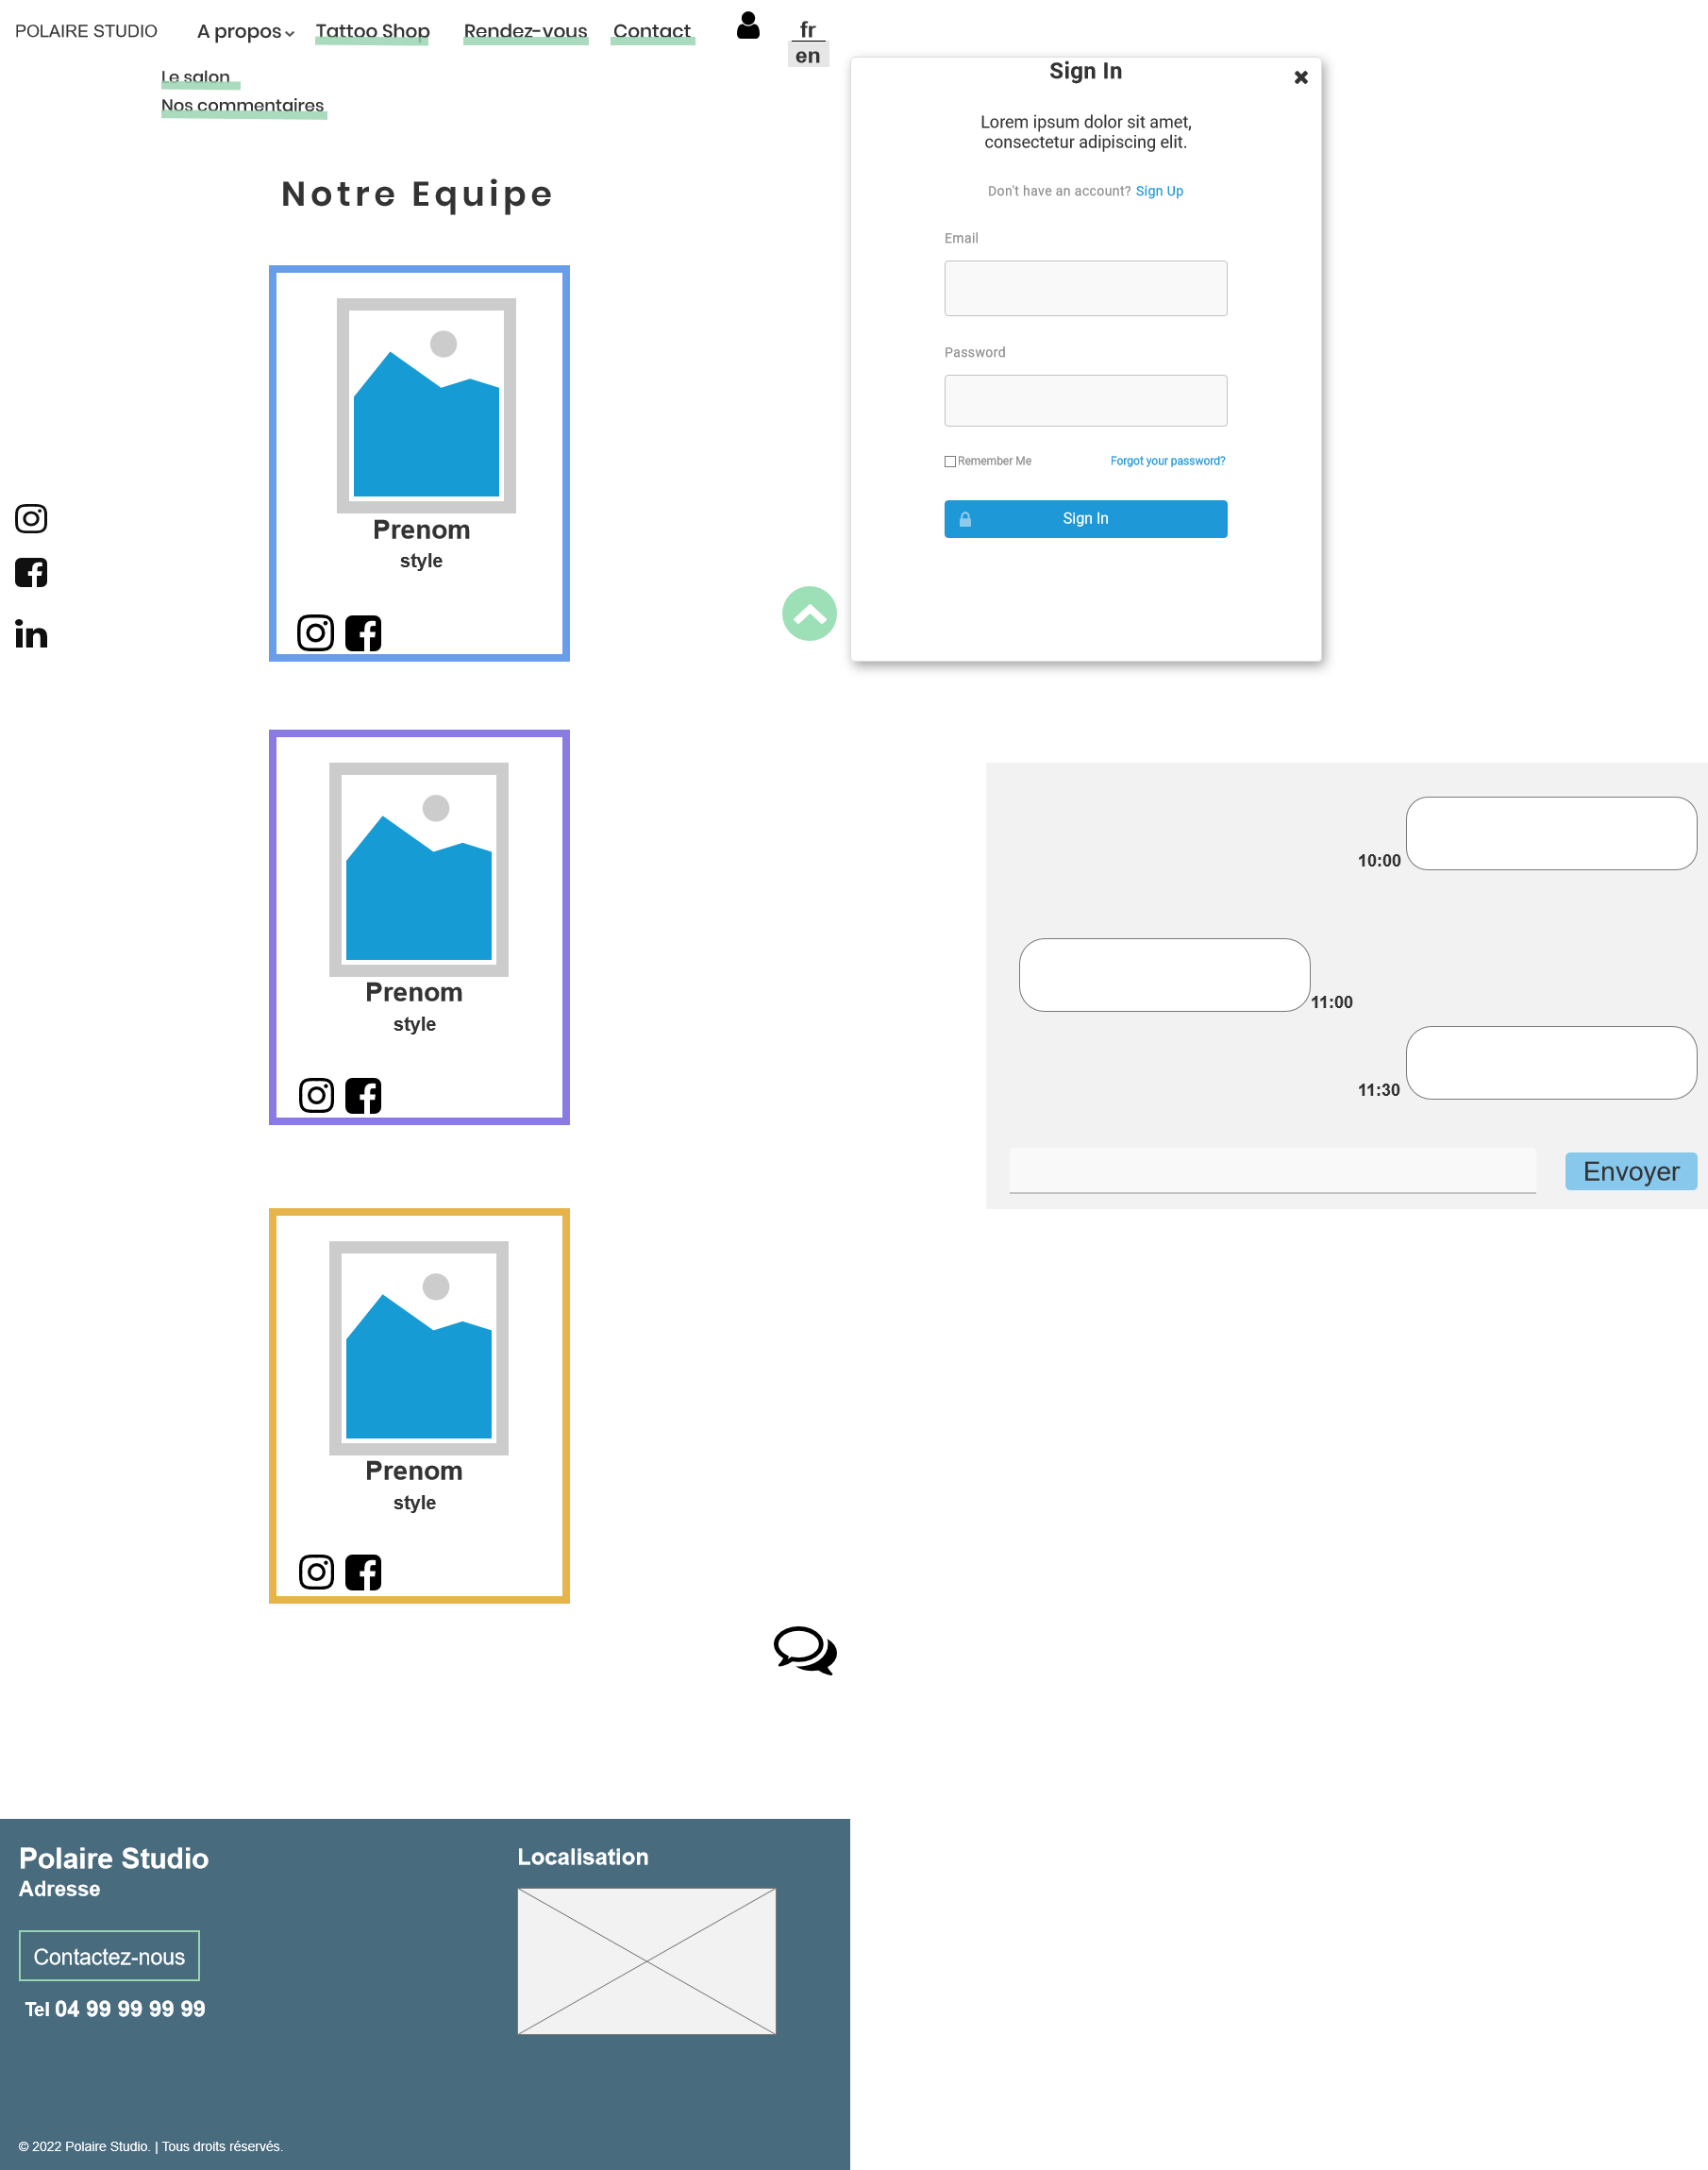 POLAIRE STUDIO
A propos
Tattoo Shop
Rendez-vous
Contact
fr
en
Le salon
Nos commentaires
Notre Equipe
Prenom
style
Prenom
style
Prenom
style
Sign In
Lorem ipsum dolor sit amet,
consectetur adipiscing elit.
Don't have an account? Sign Up
Email
Password
Remember Me
Forgot your password?
Sign In
10:00
11:00
11:30
Envoyer
Polaire Studio
Adresse
Contactez-nous
Tel 04 99 99 99 99
Localisation
© 2022 Polaire Studio. | Tous droits réservés.